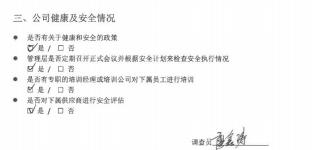 三、公司健康及安全情况
● 是否有关于健康和安全的政策
☑ 是 / ☐ 否
● 管理层是否定期召开正式会议并根据安全计划来检查安全执行情况
☑ 是 / ☐ 否
● 是否有专职的培训经理或培训公司对下属员工进行培训
☑ 是 / ☐ 否
● 是否对下属供应商进行安全评估
☑ 是 / ☐ 否
调查员